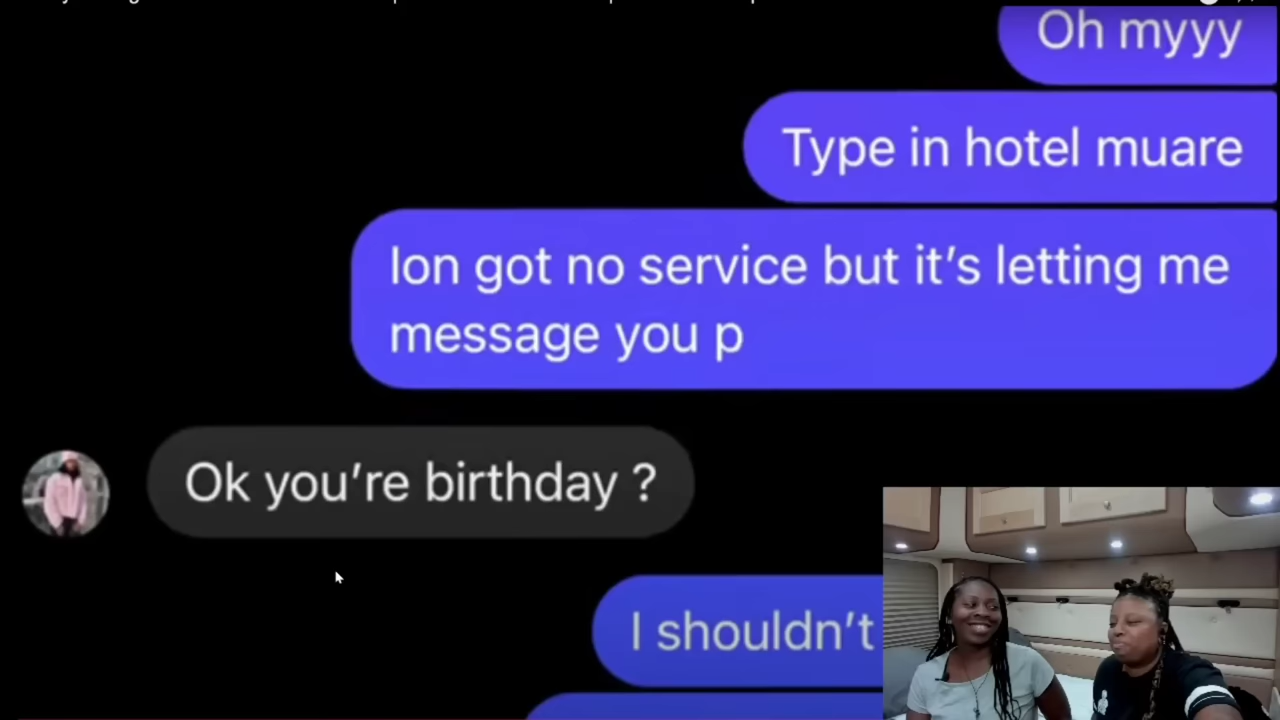 Oh myyy
Type in hotel muare
Ion got no service but it's letting me
message you p
Ok you're birthday ?
I shouldn't